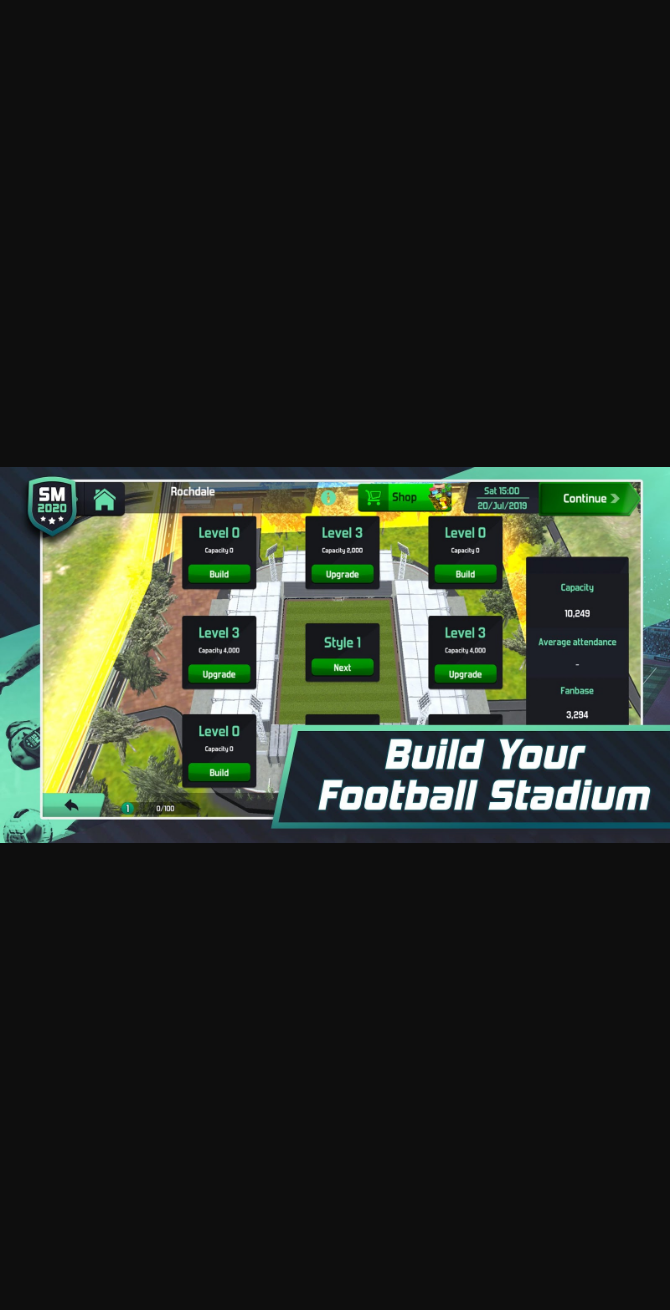 SM
2020
Rochdale
Shop
Sat 15:00
20/Jul/2019
Continue
Level 0
Capacity 0
Build
Level 3
Capacity 2,000
Upgrade
Level 0
Capacity 0
Build
Level 3
Capacity 4,000
Upgrade
Style 1
Next
Level 3
Capacity 4,000
Upgrade
Level 0
Capacity 0
Build
Capacity
10,249
Average attendance
-
Fanbase
3,294
1
0/100
Build Your
Football Stadium